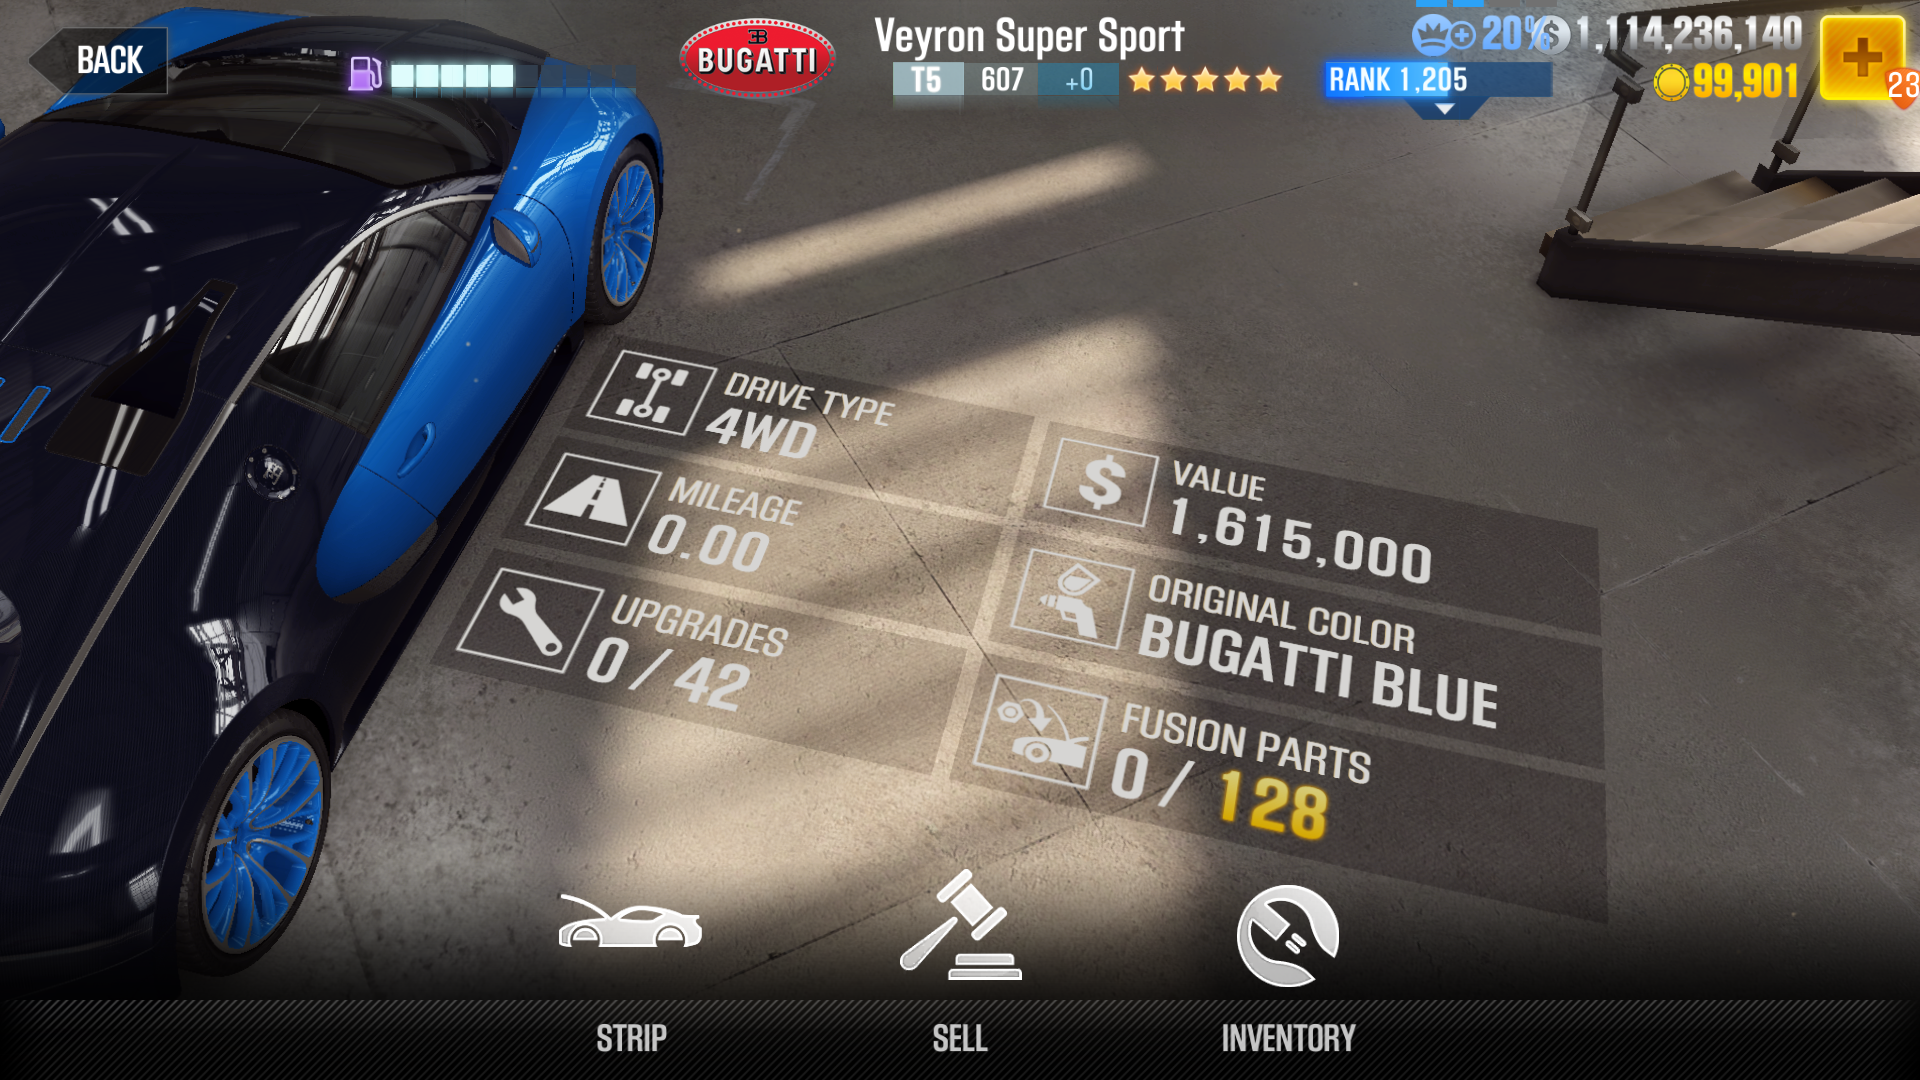 BACK
BUGATTI
Veyron Super Sport
T5 607 +0
20%
$ 1,114,236,140
RANK 1,205
99,901
23
DRIVE TYPE
4WD
MILEAGE
0.00
UPGRADES
0 / 42
$ VALUE
1,615,000
ORIGINAL COLOR
BUGATTI BLUE
FUSION PARTS
0 / 128
STRIP
SELL
INVENTORY